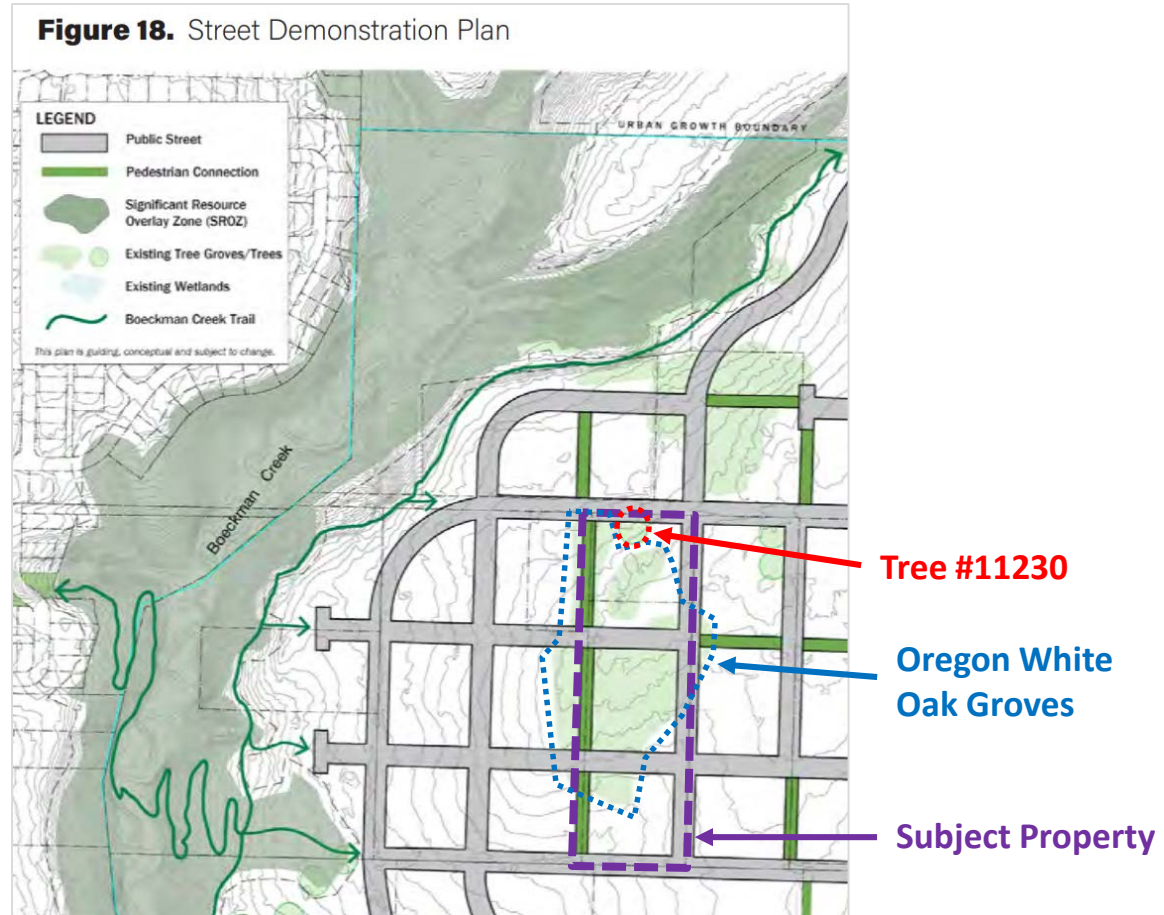 Figure 18. Street Demonstration Plan
LEGEND
Public Street
Pedestrian Connection
Significant Resource
Overlay Zone (SROZ)
Existing Tree Groves/Trees
Existing Wetlands
Boeckman Creek Trail
This plan is guiding, conceptual and subject to change.
URBAN GROWTH BOUNDARY
Boeckman Creek
Tree #11230
Oregon White
Oak Groves
Subject Property